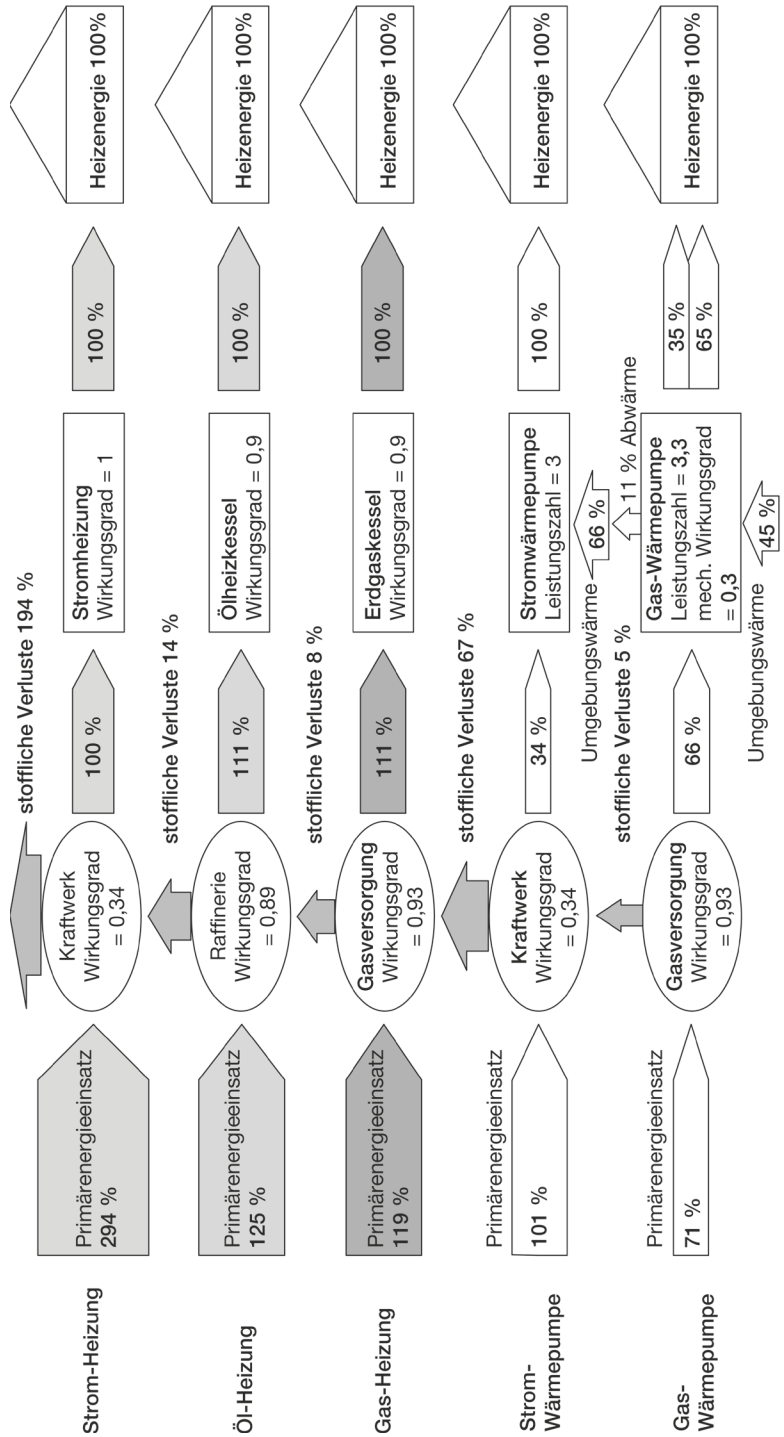 Strom-Heizung
Primärenergieeinsatz
294 %
stoffliche Verluste 194 %
Kraftwerk
Wirkungsgrad
= 0,34
100 %
Stromheizung
Wirkungsgrad = 1
100 %
Heizenergie 100%
Öl-Heizung
Primärenergieeinsatz
125 %
stoffliche Verluste 14 %
Raffinerie
Wirkungsgrad
= 0,89
111 %
Ölheizkessel
Wirkungsgrad = 0,9
100 %
Heizenergie 100%
Gas-Heizung
Primärenergieeinsatz
119 %
stoffliche Verluste 8 %
Gasversorgung
Wirkungsgrad
= 0,93
111 %
Erdgaskessel
Wirkungsgrad = 0,9
100 %
Heizenergie 100%
Strom-
Wärmepumpe
Primärenergieeinsatz
101 %
stoffliche Verluste 67 %
Kraftwerk
Wirkungsgrad
= 0,34
34 %
Stromwärmepumpe
Leistungszahl = 3
Umgebungswärme
66 %
100 %
Heizenergie 100%
Gas-
Wärmepumpe
Primärenergieeinsatz
71 %
stoffliche Verluste 5 %
Gasversorgung
Wirkungsgrad
= 0,93
66 %
11 % Abwärme
Gas-Wärmepumpe
Leistungszahl = 3,3
mech. Wirkungsgrad
= 0,3
Umgebungswärme
45 %
35 %
65 %
Heizenergie 100%